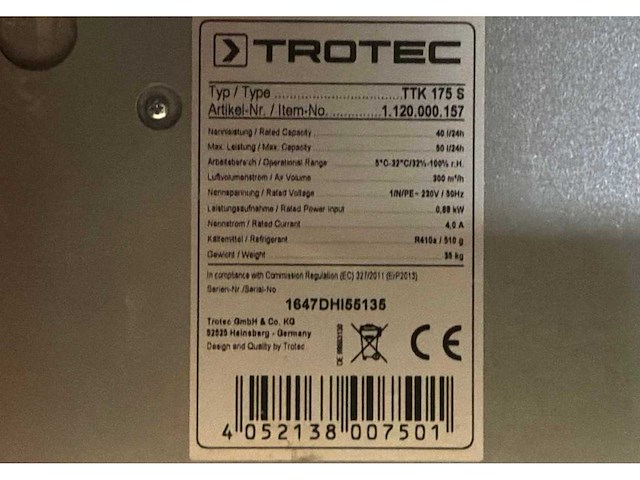 TROTEC
Typ / Type ........................ TTK 175 S
Artikel-Nr. / Item-No. ............. 1.120.000.157
Nennleistung / Rated Capacity 40 l/24h
Max. Leistung / Max. Capacity 50 l/24h
Arbeitsbereich / Operational Range 5°C-32°C/32%-100% r.H.
Luftvolumenstrom / Air Volume 300 m³/h
Nennspannung / Rated Voltage 1/N/PE~ 230V / 50Hz
Leistungsaufnahme / Rated Power Input 0,88 kW
Nennstrom / Rated Current 4,0 A
Kältemittel / Refrigerant R410a / 510 g
Gewicht / Weight 35 kg
In compliance with Commission Regulation (EC) 327/2011 (ErP2013)
Serien-Nr./Serial-No.
1647DHI55135
Trotec GmbH & Co. KG
52525 Heinsberg - Germany
Design and Quality by Trotec
CE
4 052138 007501